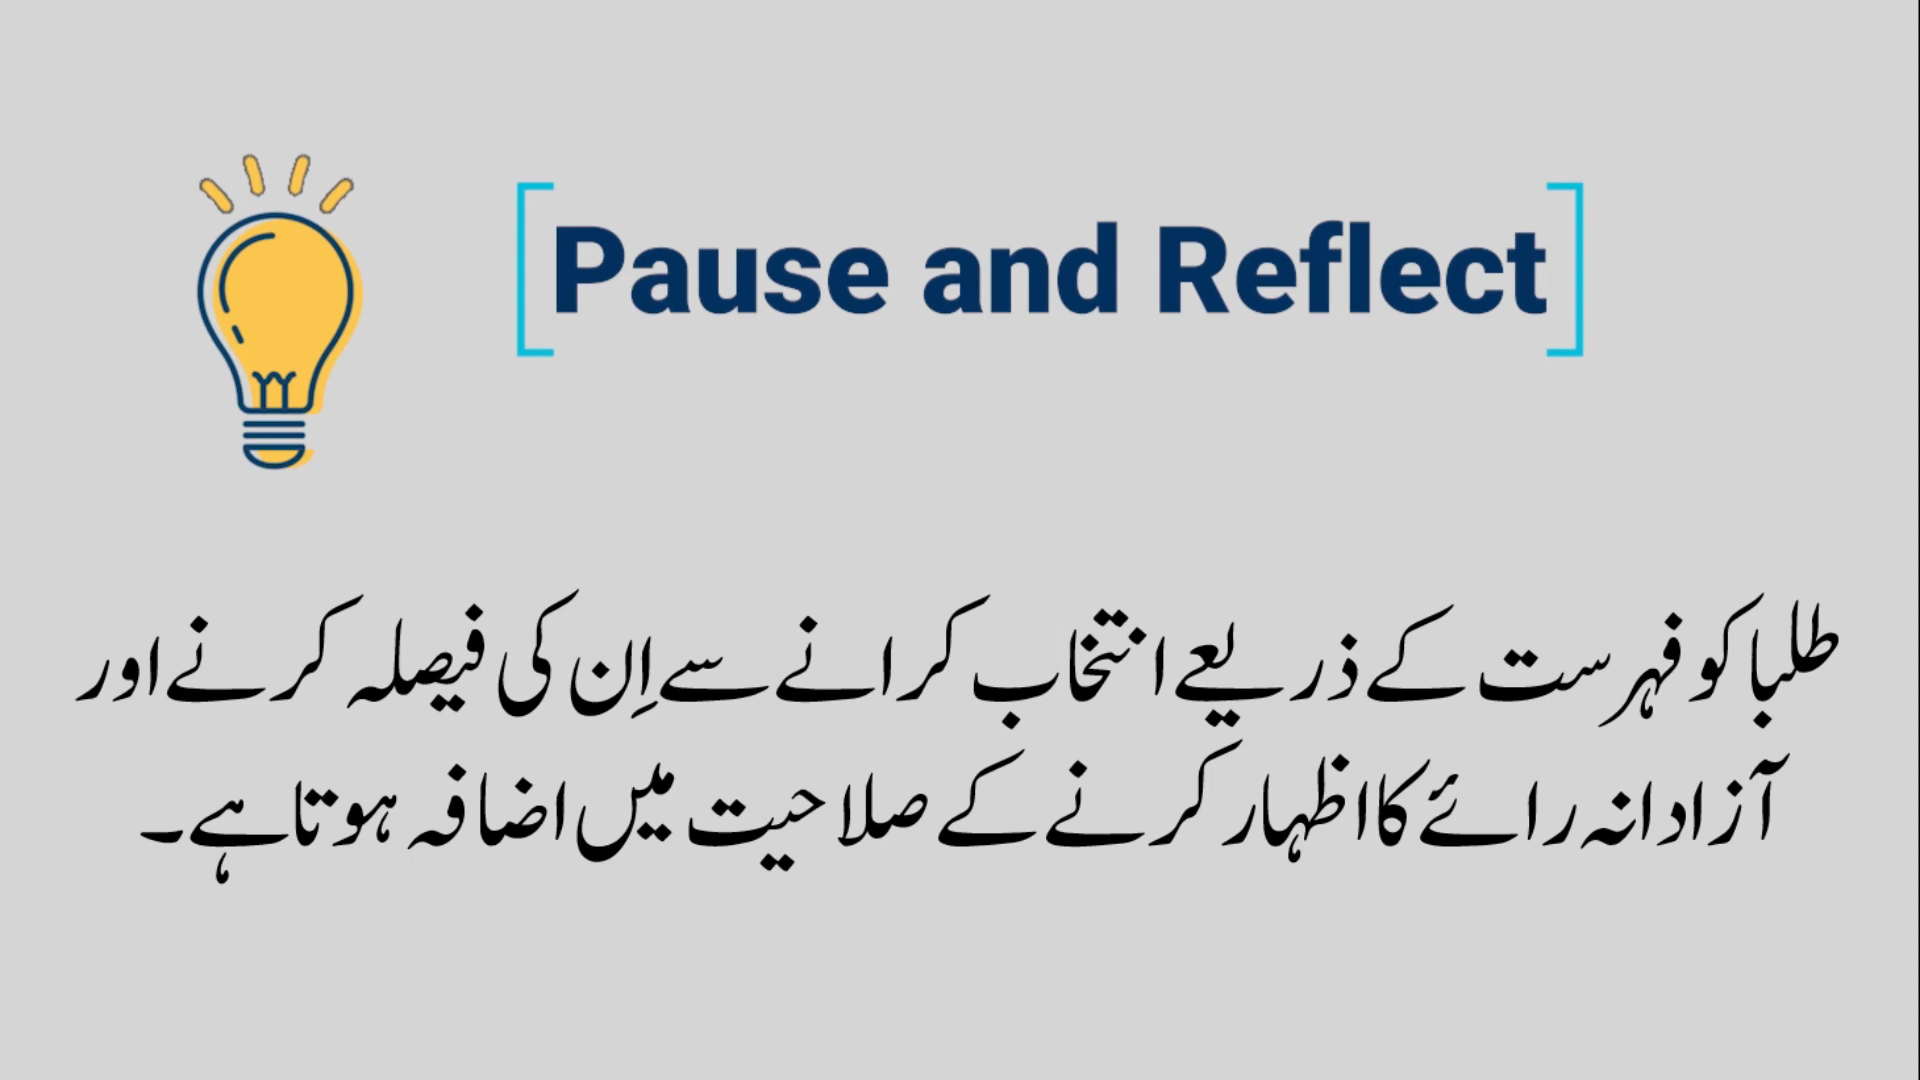 Pause and Reflect
طلبا کو فہرست کے ذریعے انتخاب کرانے سے اِن کی فیصلہ کرنے اور
آزادانہ رائے کا اظہار کرنے کے صلاحیت میں اضافہ ہوتا ہے۔